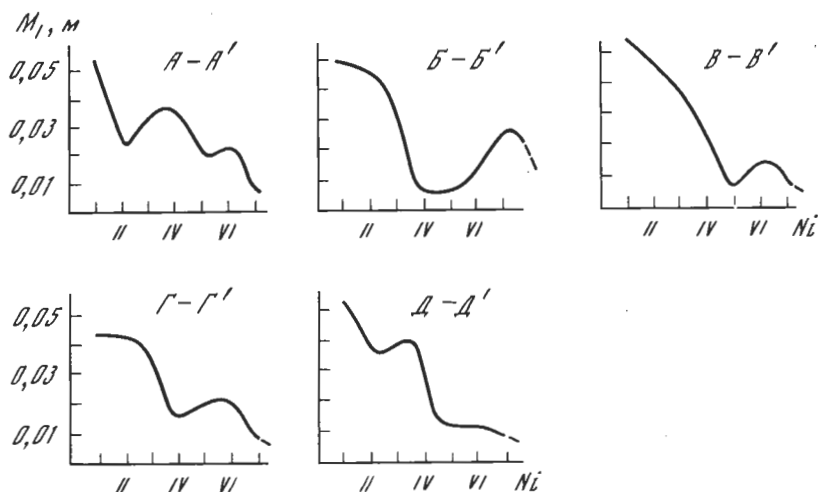 M₁, м
А – А′ Б – Б′ В – В′
0,05
0,03
0,01
II IV VI II IV VI II IV VI Ni
Г – Г′ Д – Д′
0,05
0,03
0,01
II IV VI II IV VI Ni